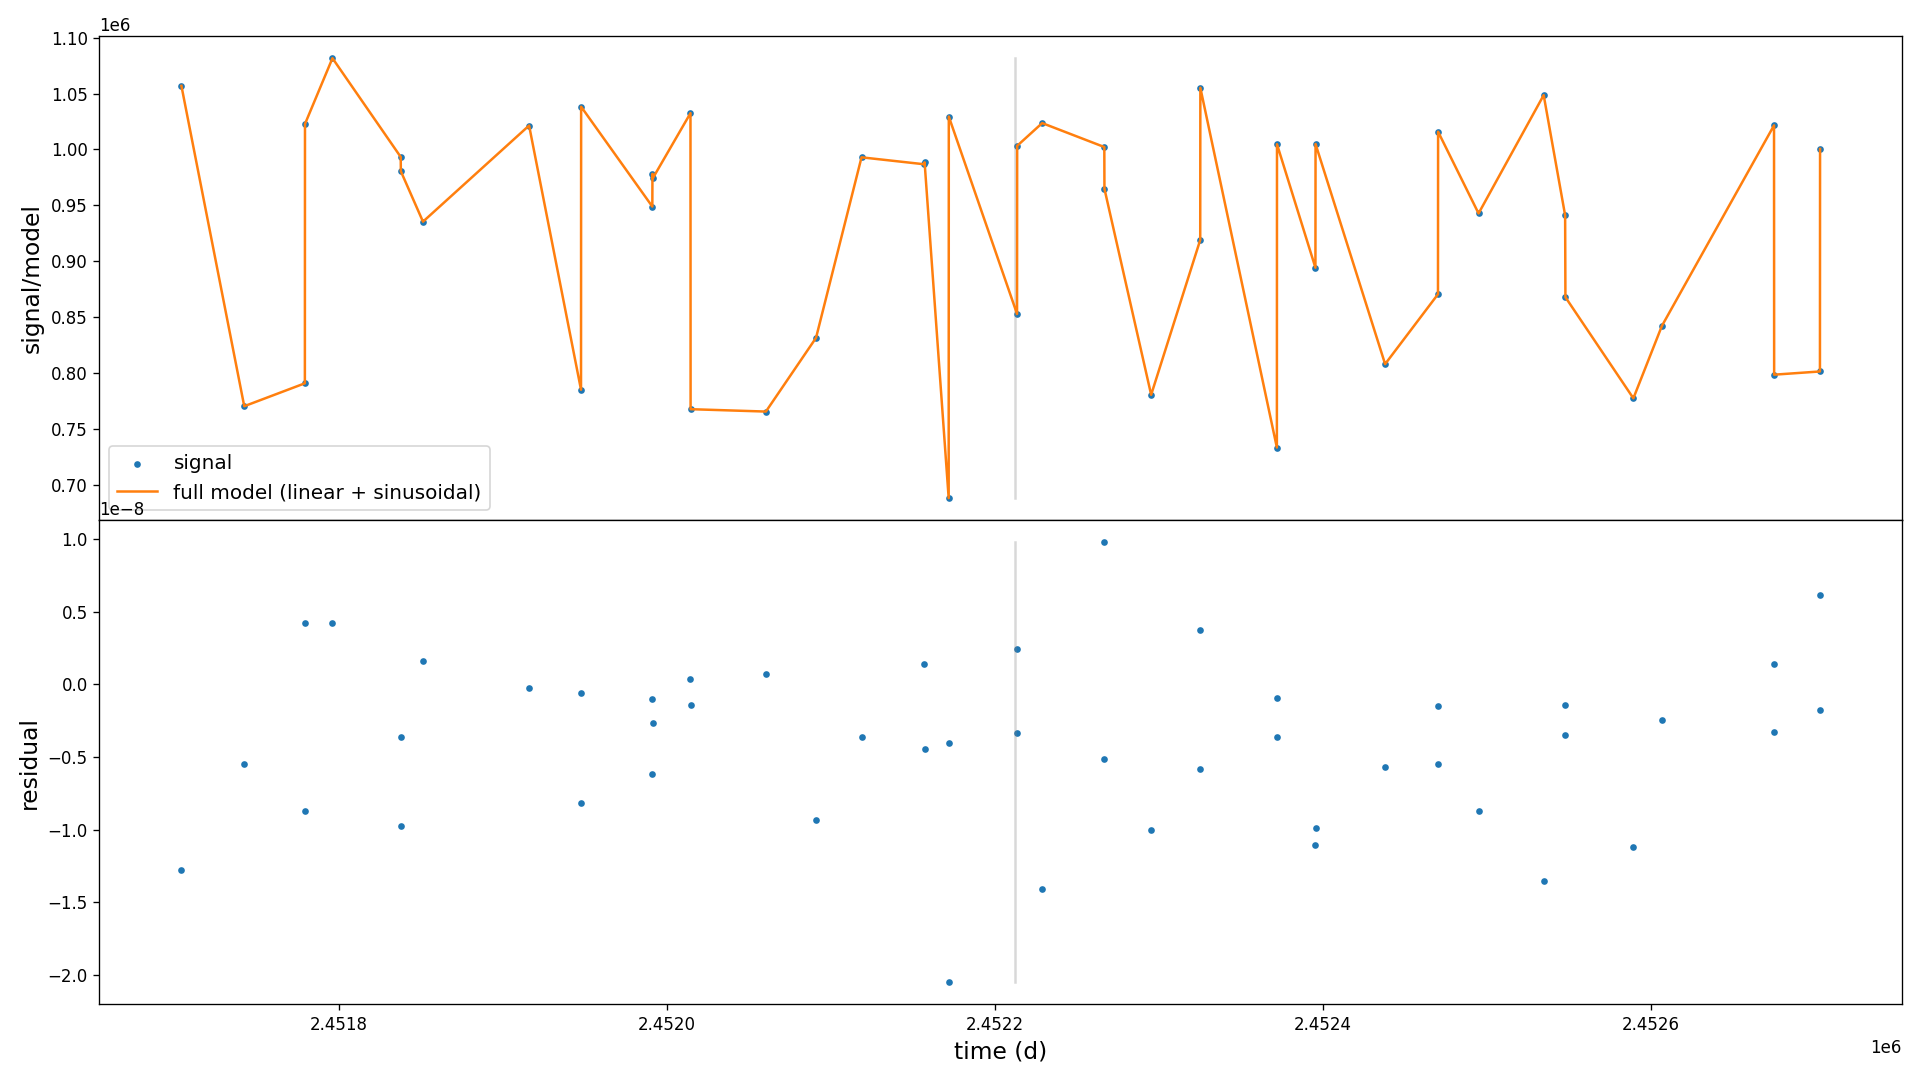 1e6
1.10
1.05
1.00
0.95
0.90
0.85
0.80
0.75
0.70
signal/model
signal
full model (linear + sinusoidal)
1e−8
1.0
0.5
0.0
−0.5
−1.0
−1.5
−2.0
residual
2.4518 2.4520 2.4522 2.4524 2.4526
time (d)
1e6